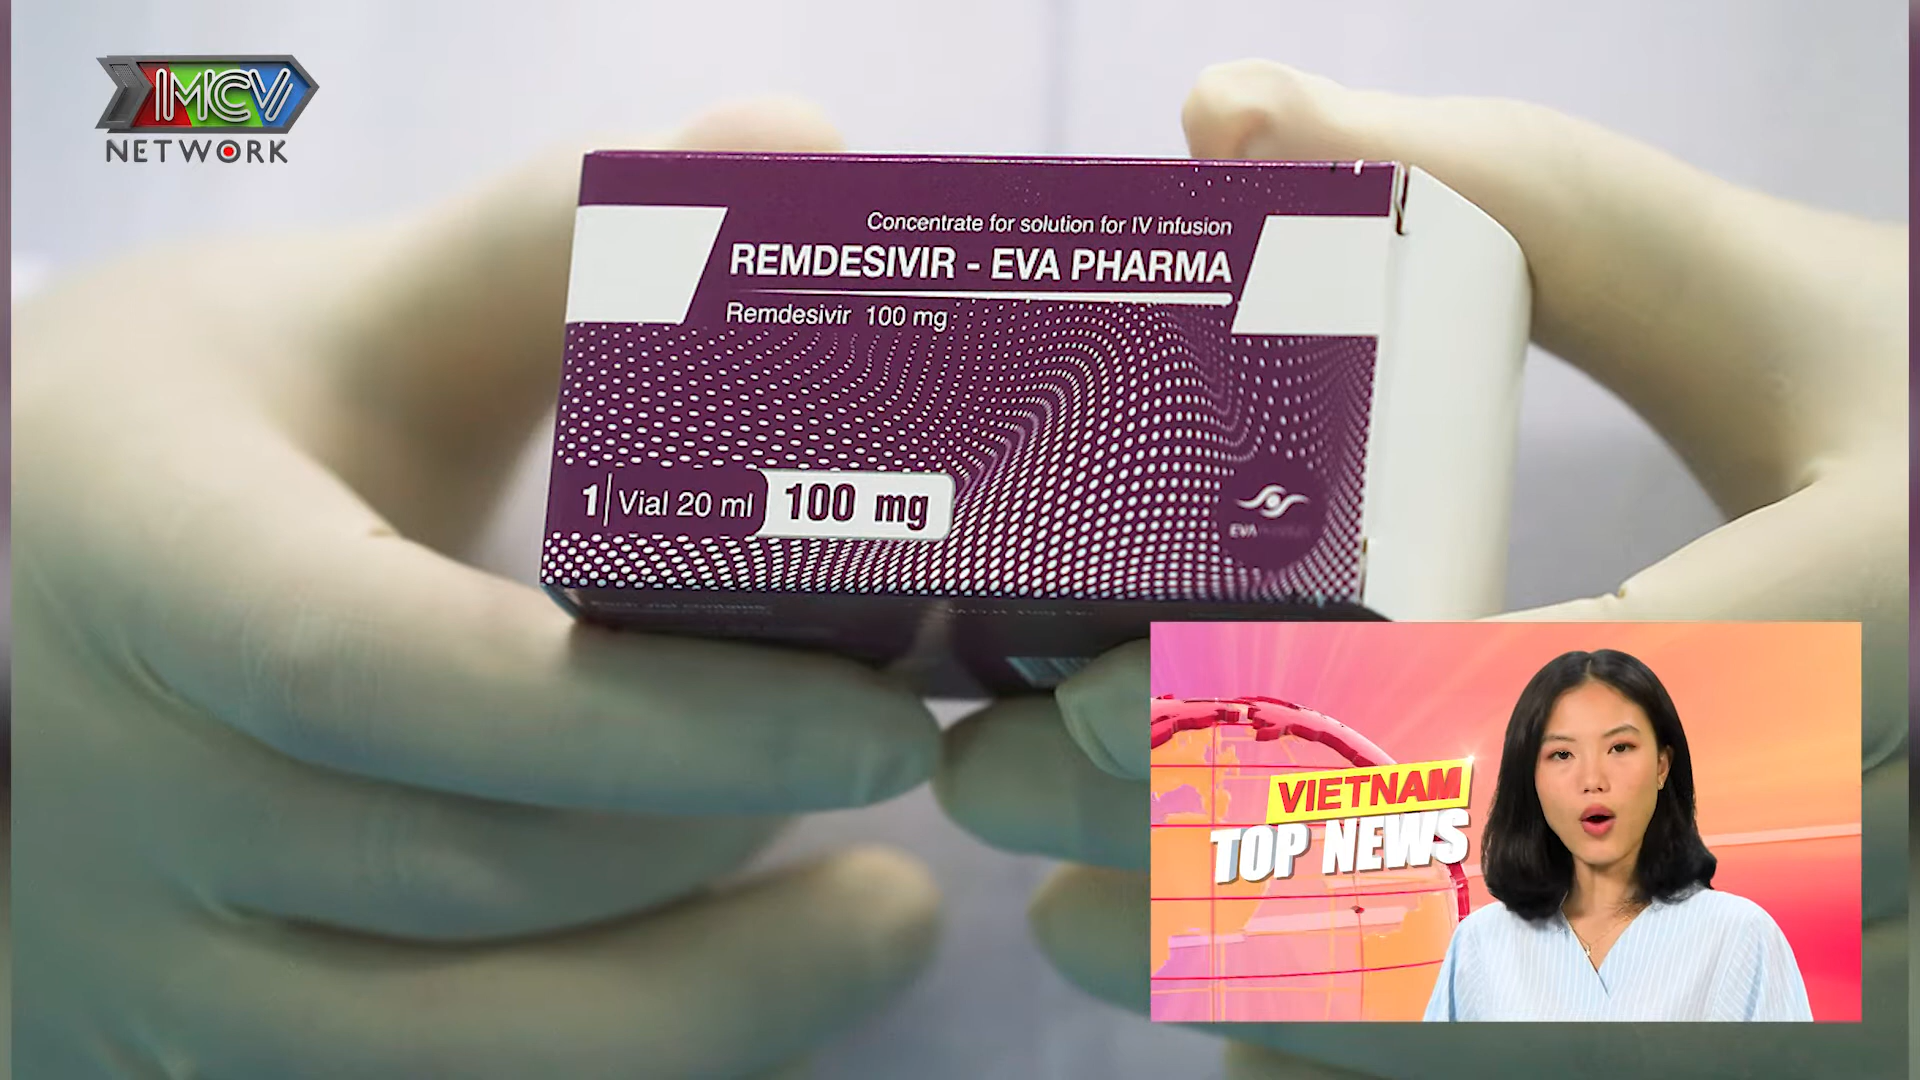 MCV
NETWORK
Concentrate for solution for IV infusion
REMDESIVIR - EVA PHARMA
Remdesivir 100 mg
1 Vial 20 ml 100 mg
EVA
VIETNAM
TOP NEWS